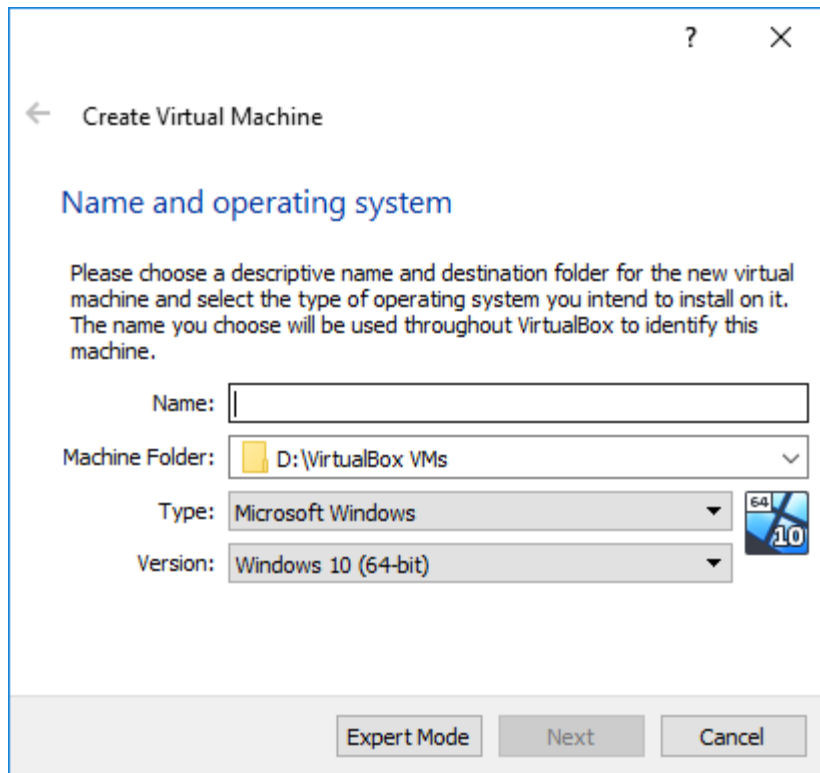 ?
Create Virtual Machine
Name and operating system
Please choose a descriptive name and destination folder for the new virtual
machine and select the type of operating system you intend to install on it.
The name you choose will be used throughout VirtualBox to identify this
machine.
Name:
Machine Folder: D:\VirtualBox VMs
Type: Microsoft Windows 64
10
Version: Windows 10 (64-bit)
Expert Mode Next Cancel